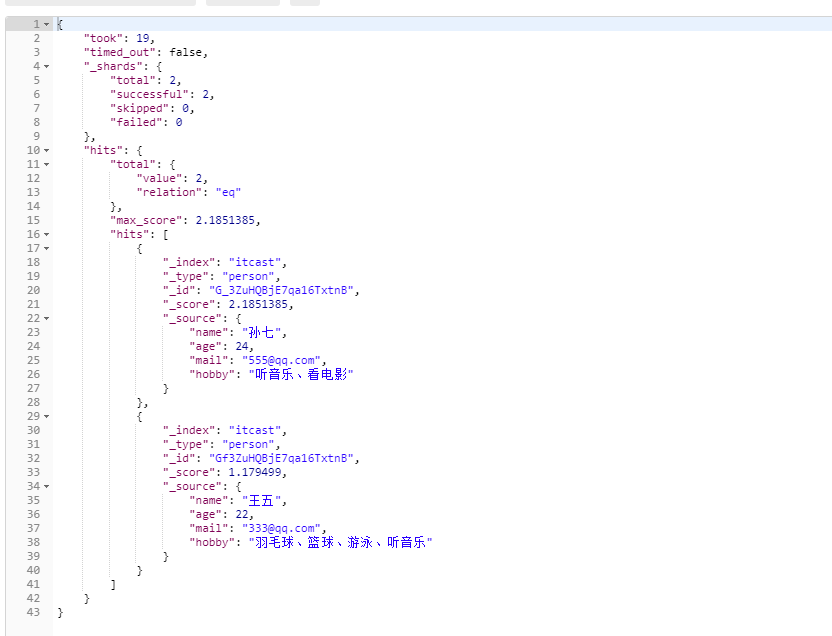 1 {
2 "took": 19,
3 "timed_out": false,
4 "_shards": {
5 "total": 2,
6 "successful": 2,
7 "skipped": 0,
8 "failed": 0
9 },
10 "hits": {
11 "total": {
12 "value": 2,
13 "relation": "eq"
14 },
15 "max_score": 2.1851385,
16 "hits": [
17 {
18 "_index": "itcast",
19 "_type": "person",
20 "_id": "G_3ZuHQBjE7qa16TxtnB",
21 "_score": 2.1851385,
22 "_source": {
23 "name": "孙七",
24 "age": 24,
25 "mail": "555@qq.com",
26 "hobby": "听音乐、看电影"
27 }
28 },
29 {
30 "_index": "itcast",
31 "_type": "person",
32 "_id": "Gf3ZuHQBjE7qa16TxtnB",
33 "_score": 1.179499,
34 "_source": {
35 "name": "王五",
36 "age": 22,
37 "mail": "333@qq.com",
38 "hobby": "羽毛球、篮球、游泳、听音乐"
39 }
40 }
41 ]
42 }
43 }